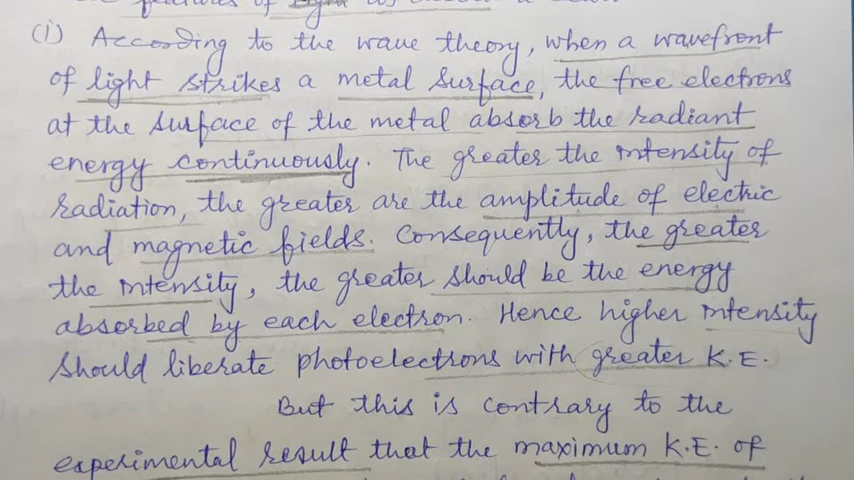 features of light
(i) According to the wave theory, when a wavefront
of light strikes a metal surface, the free electrons
at the surface of the metal absorb the radiant
energy continuously. The greater the intensity of
radiation, the greater are the amplitude of electric
and magnetic fields. Consequently, the greater
the intensity, the greater should be the energy
absorbed by each electron. Hence higher intensity
should liberate photoelectrons with greater K.E.
But this is contrary to the
experimental result that the maximum K.E. of